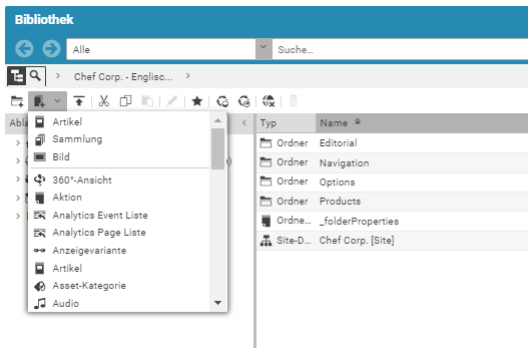 Bibliothek
Alle
Suche...
Chef Corp. - Englisc...
Abla
Typ
Name
Artikel
Sammlung
Bild
360°-Ansicht
Aktion
Analytics Event Liste
Analytics Page Liste
Anzeigevariante
Artikel
Asset-Kategorie
Audio
Ordner Editorial
Ordner Navigation
Ordner Options
Ordner Products
Ordne... _folderProperties
Site-D... Chef Corp. [Site]